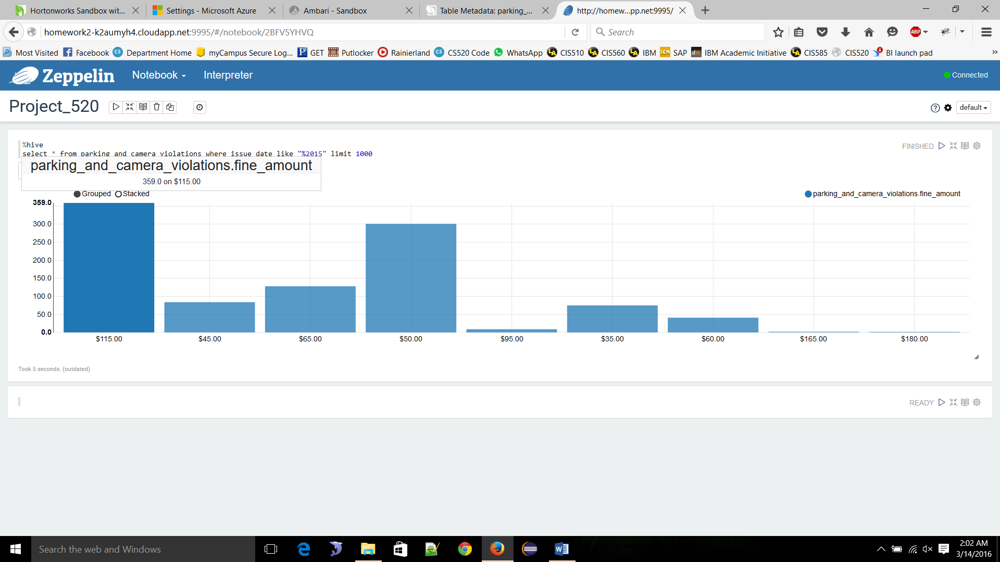 Hortonworks Sandbox wit...
Settings - Microsoft Azure
Ambari - Sandbox
Table Metadata: parking_...
http://homew...pp.net:9995/
homework2-k2aumyh4.cloudapp.net:9995/#/notebook/2BFV5YHVQ
Search
ABP
Most Visited Facebook Department Home myCampus Secure Log... GET Putlocker Rainierland CS520 Code WhatsApp CIS510 CIS560 IBM SAP IBM Academic Initiative CIS585 CIS520 BI launch pad
Zeppelin Notebook Interpreter Connected
Project_520 default
%hive
FINISHED
select * from parking_and_camera_violations where issue_date like "%2015" limit 1000
parking_and_camera_violations.fine_amount
359.0 on $115.00
Grouped Stacked parking_and_camera_violations.fine_amount
359.0
300.0
250.0
200.0
150.0
100.0
50.0
0.0
$115.00 $45.00 $65.00 $50.00 $95.00 $35.00 $60.00 $165.00 $180.00
Took 5 seconds. (outdated)
READY
Search the web and Windows
2:02 AM
3/14/2016